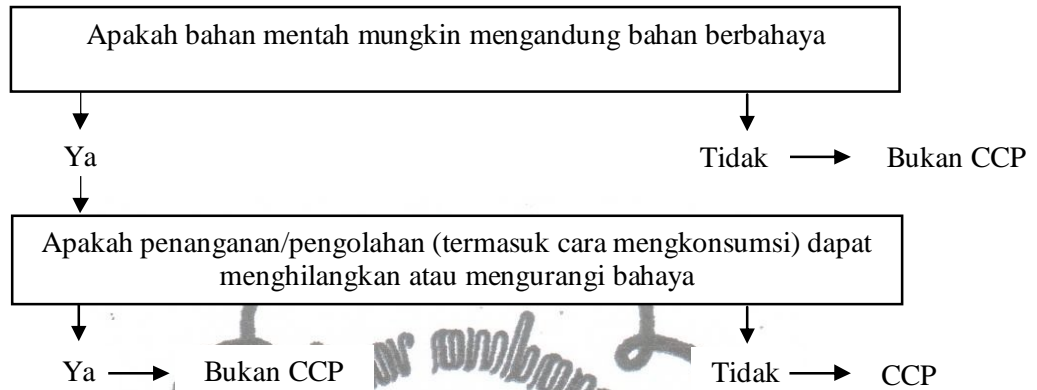 Apakah bahan mentah mungkin mengandung bahan berbahaya
Ya
Tidak
Bukan CCP
Apakah penanganan/pengolahan (termasuk cara mengkonsumsi) dapat
menghilangkan atau mengurangi bahaya
Ya
Bukan CCP
Tidak
CCP